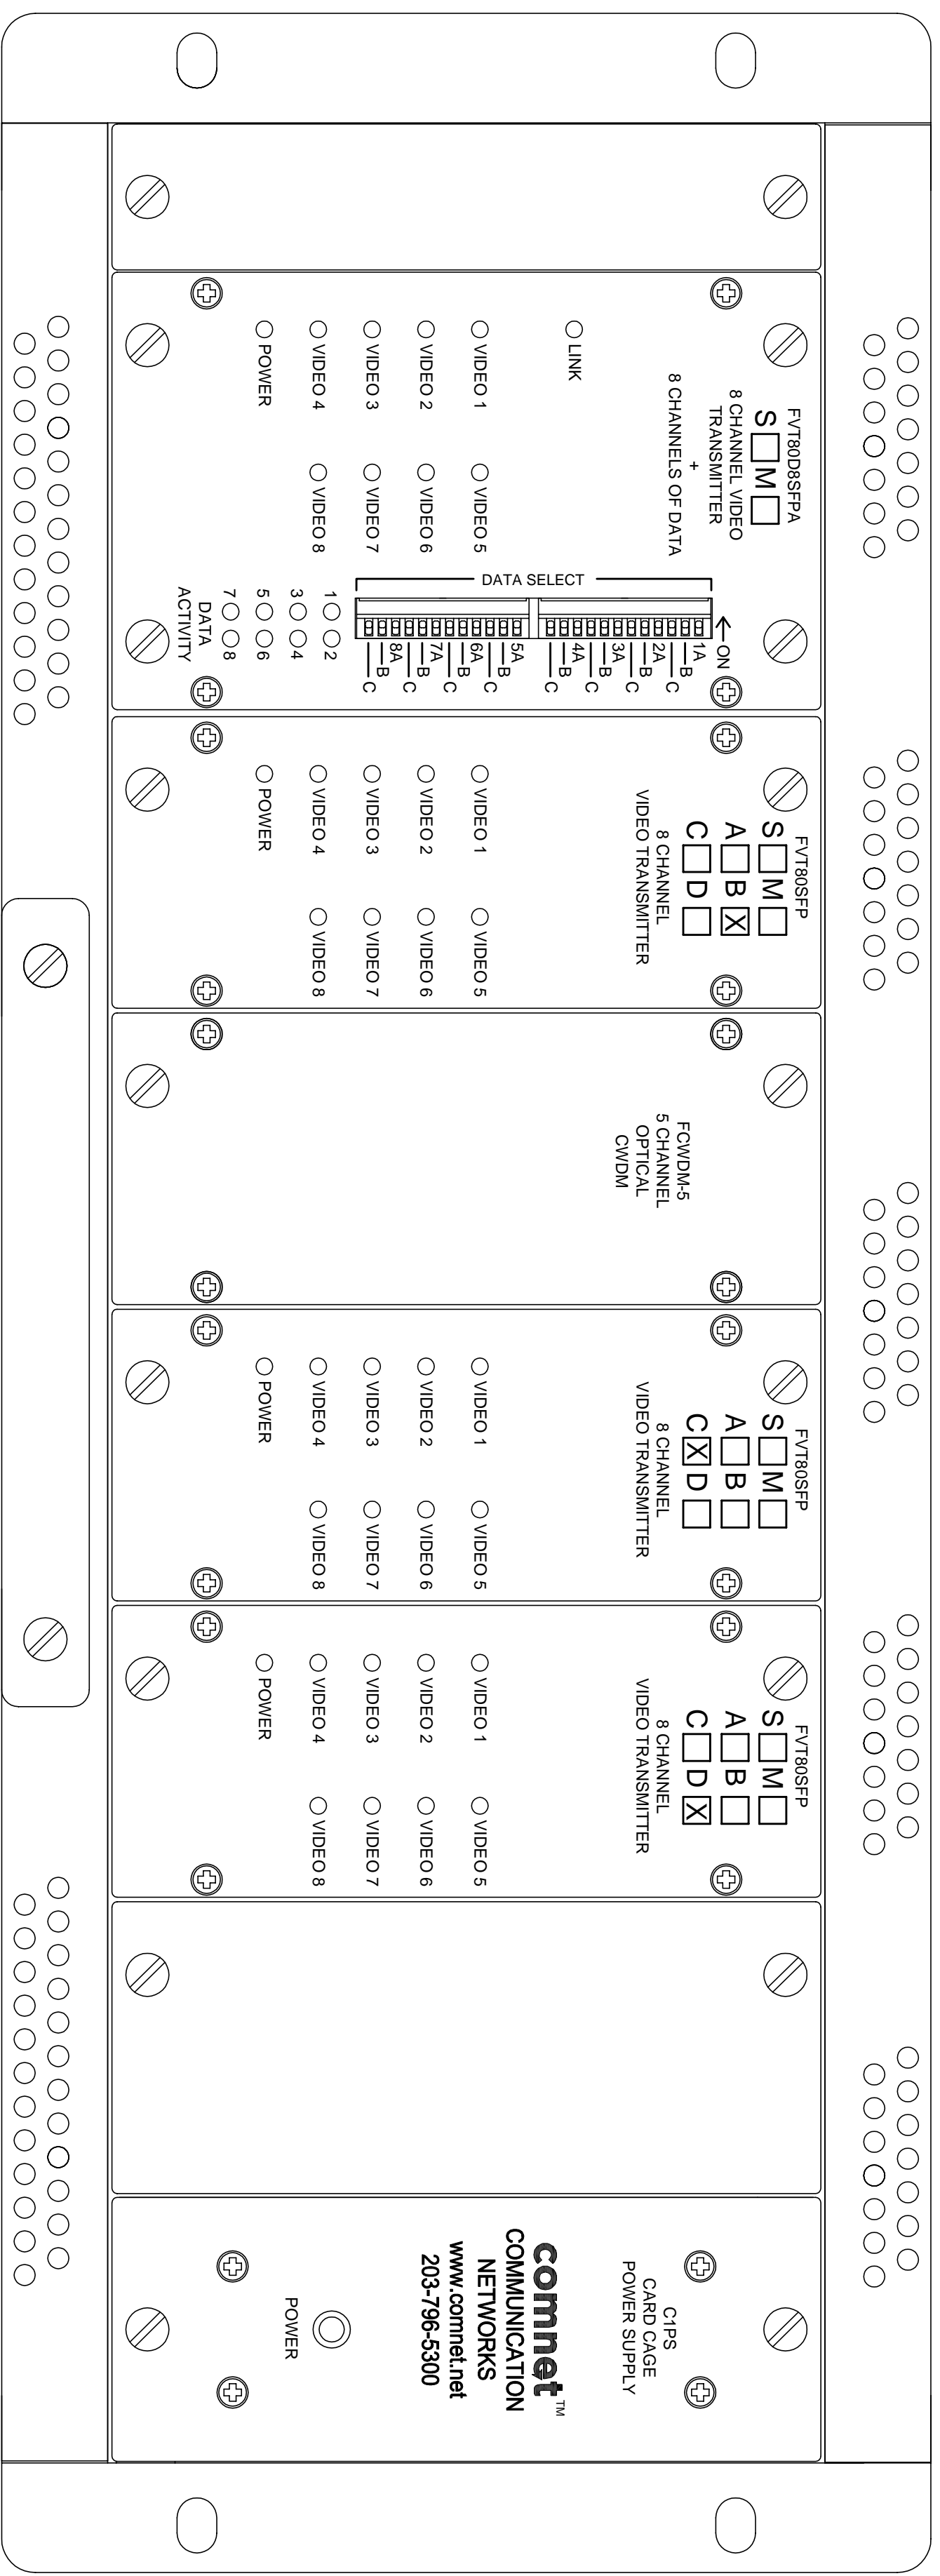 FVT80D8SFPA
S M
8 CHANNEL VIDEO
TRANSMITTER
+
8 CHANNELS OF DATA
LINK
VIDEO 1 VIDEO 5
VIDEO 2 VIDEO 6
VIDEO 3 VIDEO 7
VIDEO 4 VIDEO 8
POWER
DATA SELECT
←ON
1A
B
C
2A
B
C
3A
B
C
4A
B
C
5A
B
C
6A
B
C
7A
B
C
8A
B
C
1 2
3 4
5 6
7 8
DATA
ACTIVITY
FVT80SFP
S M
A B X
C D
8 CHANNEL
VIDEO TRANSMITTER
VIDEO 1 VIDEO 5
VIDEO 2 VIDEO 6
VIDEO 3 VIDEO 7
VIDEO 4 VIDEO 8
POWER
FCWDM-5
5 CHANNEL
OPTICAL
CWDM
FVT80SFP
S M
A B
C X D
8 CHANNEL
VIDEO TRANSMITTER
VIDEO 1 VIDEO 5
VIDEO 2 VIDEO 6
VIDEO 3 VIDEO 7
VIDEO 4 VIDEO 8
POWER
FVT80SFP
S M
A B
C D X
8 CHANNEL
VIDEO TRANSMITTER
VIDEO 1 VIDEO 5
VIDEO 2 VIDEO 6
VIDEO 3 VIDEO 7
VIDEO 4 VIDEO 8
POWER
C1PS
CARD CAGE
POWER SUPPLY
comnet™
COMMUNICATION
NETWORKS
www.comnet.net
203-796-5300
POWER